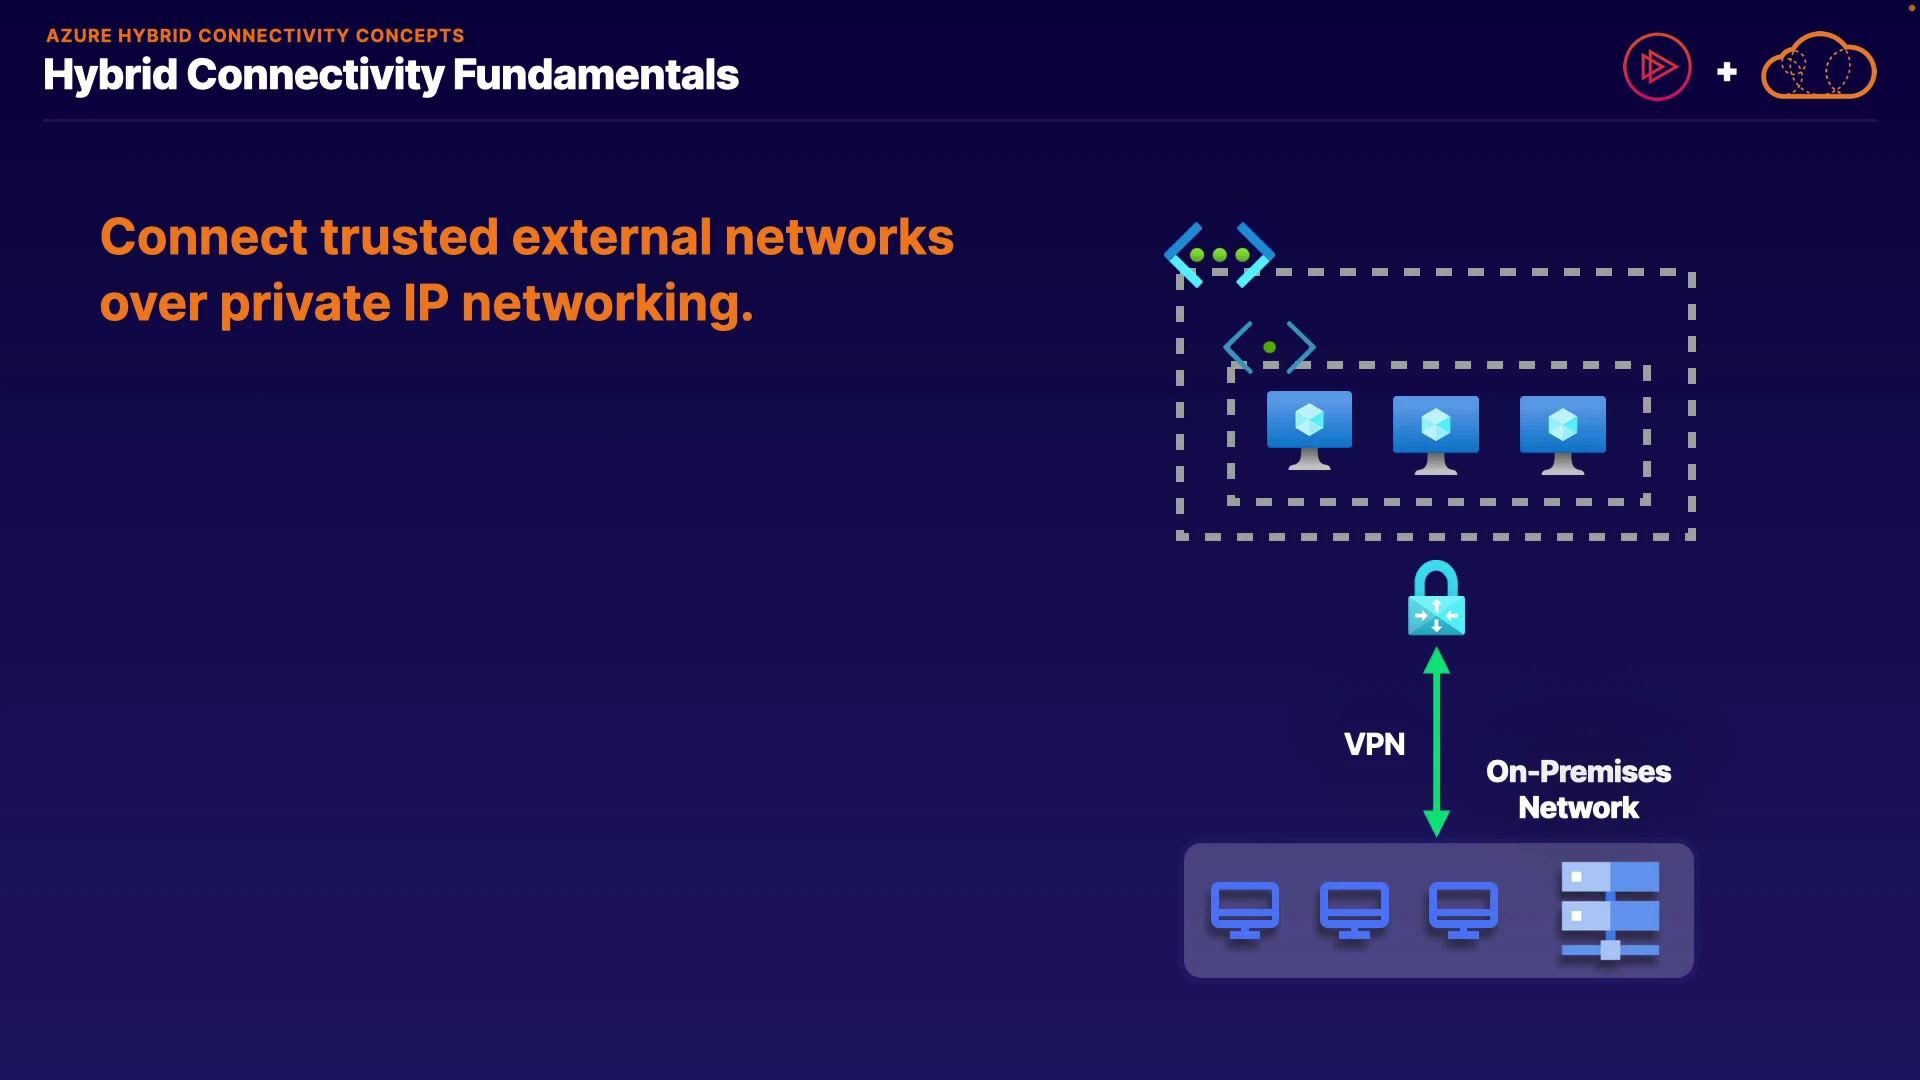 AZURE HYBRID CONNECTIVITY CONCEPTS
Hybrid Connectivity Fundamentals
Connect trusted external networks
over private IP networking.
VPN
On-Premises
Network